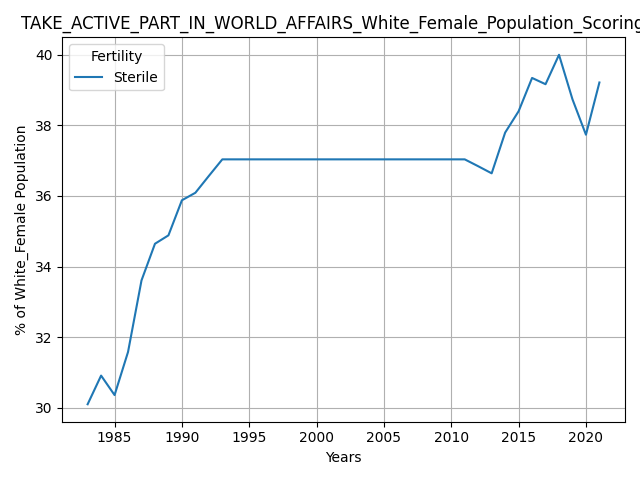 TAKE_ACTIVE_PART_IN_WORLD_AFFAIRS_White_Female_Population_Scoring
Fertility
Sterile
% of White_Female Population
40
38
36
34
32
30
1985 1990 1995 2000 2005 2010 2015 2020
Years